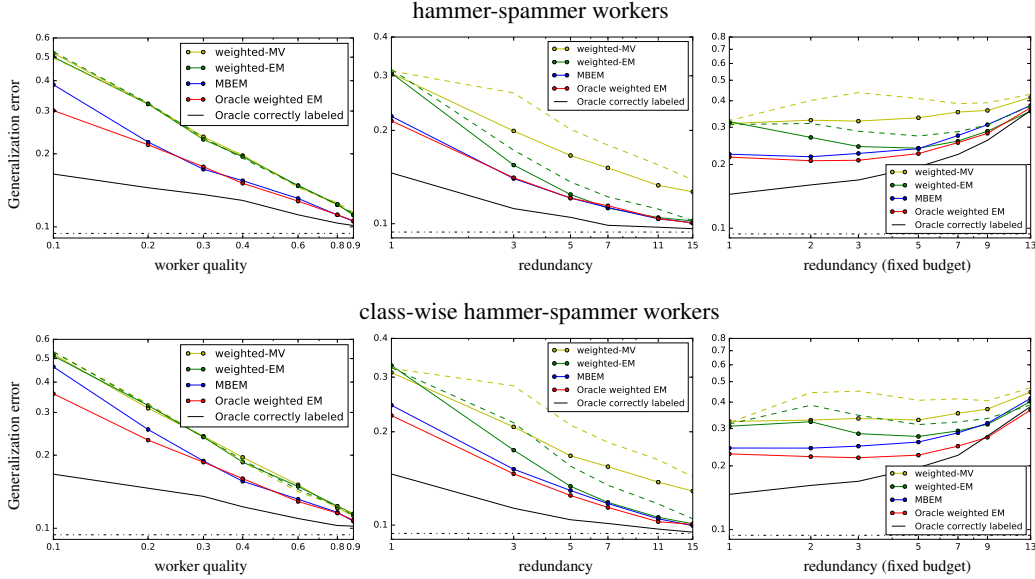 hammer-spammer workers
Generalization error
0.6
0.5
0.4
0.3
0.2
0.1
0.1 0.2 0.3 0.4 0.6 0.8 0.9
worker quality
weighted-MV
weighted-EM
MBEM
Oracle weighted EM
Oracle correctly labeled
0.4
0.3
0.2
0.1
1 3 5 7 11 15
redundancy
weighted-MV
weighted-EM
MBEM
Oracle weighted EM
Oracle correctly labeled
0.8
0.5
0.4
0.3
0.2
0.1
1 2 3 5 7 9 13
redundancy (fixed budget)
weighted-MV
weighted-EM
MBEM
Oracle weighted EM
Oracle correctly labeled
class-wise hammer-spammer workers
Generalization error
0.6
0.5
0.4
0.3
0.2
0.1
0.1 0.2 0.3 0.4 0.6 0.8 0.9
worker quality
weighted-MV
weighted-EM
MBEM
Oracle weighted EM
Oracle correctly labeled
0.4
0.3
0.2
0.1
1 3 5 7 11 15
redundancy
weighted-MV
weighted-EM
MBEM
Oracle weighted EM
Oracle correctly labeled
0.8
0.5
0.4
0.3
0.2
0.1
1 2 3 5 7 9 13
redundancy (fixed budget)
weighted-MV
weighted-EM
MBEM
Oracle weighted EM
Oracle correctly labeled